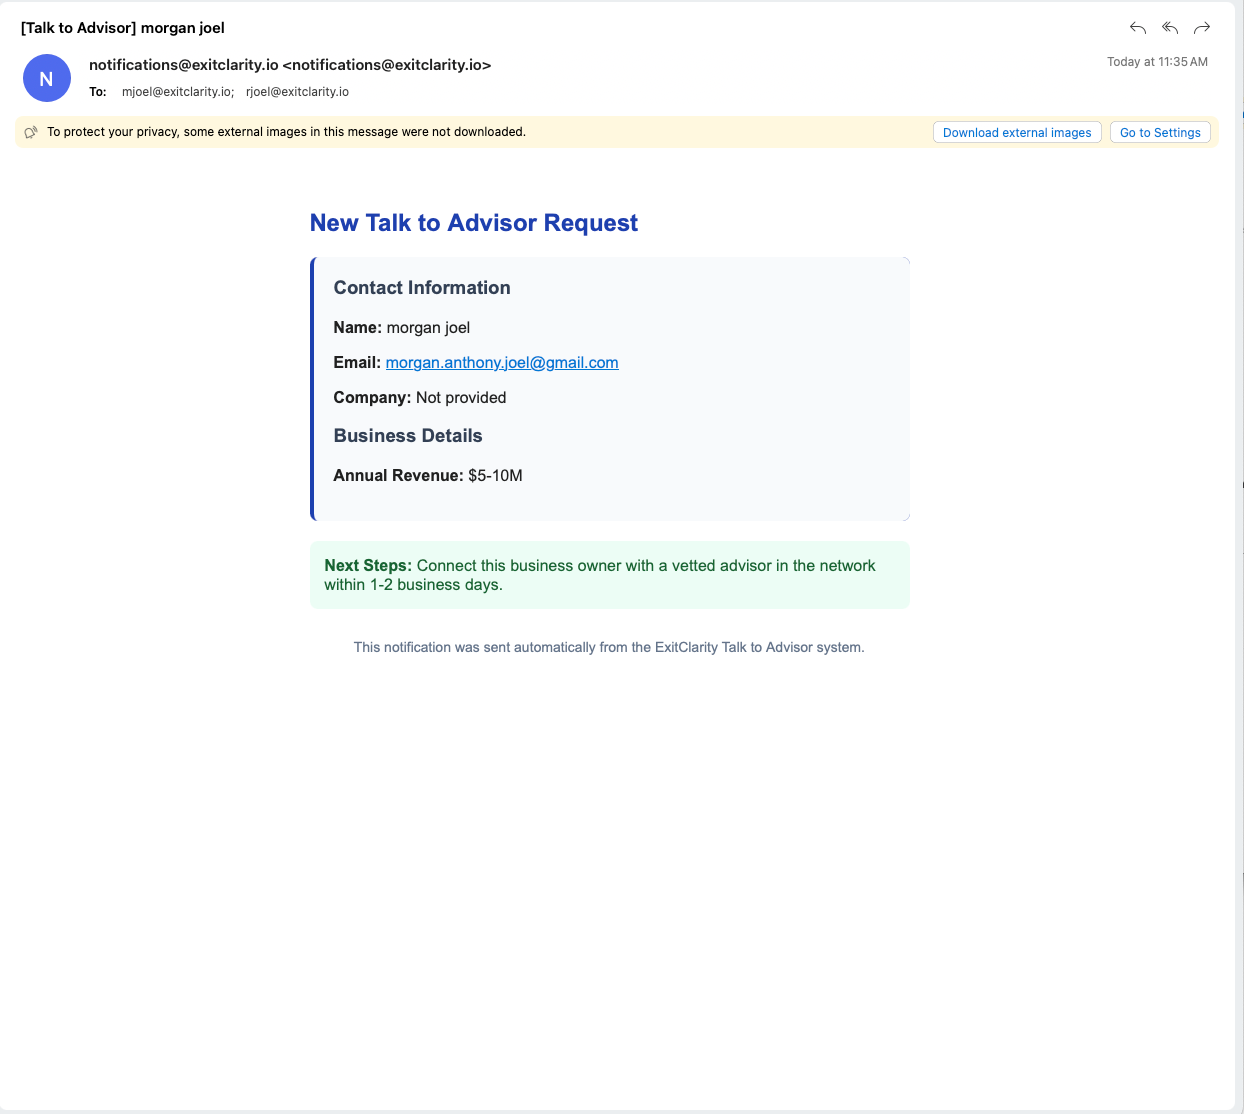 [Talk to Advisor] morgan joel
N
notifications@exitclarity.io <notifications@exitclarity.io>
Today at 11:35 AM
To: mjoel@exitclarity.io; rjoel@exitclarity.io
To protect your privacy, some external images in this message were not downloaded.
Download external images
Go to Settings
New Talk to Advisor Request
Contact Information
Name: morgan joel
Email: morgan.anthony.joel@gmail.com
Company: Not provided
Business Details
Annual Revenue: $5-10M
Next Steps: Connect this business owner with a vetted advisor in the network
within 1-2 business days.
This notification was sent automatically from the ExitClarity Talk to Advisor system.